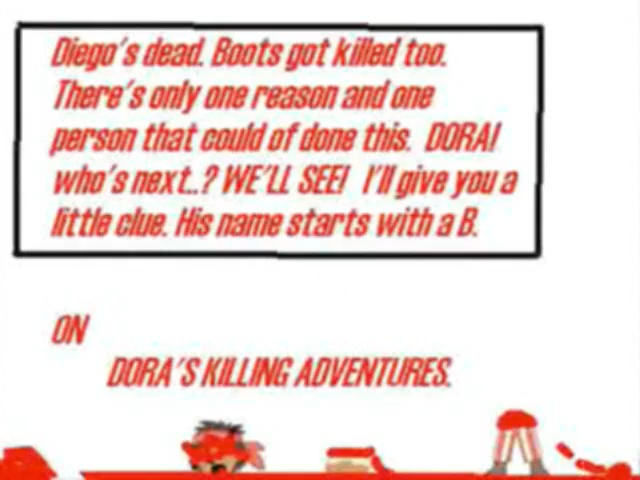 Diego's dead. Boots got killed too.
There's only one reason and one
person that could of done this. DORA!
who's next..? WE'LL SEE! I'll give you a
little clue. His name starts with a B.
ON
DORA'S KILLING ADVENTURES.